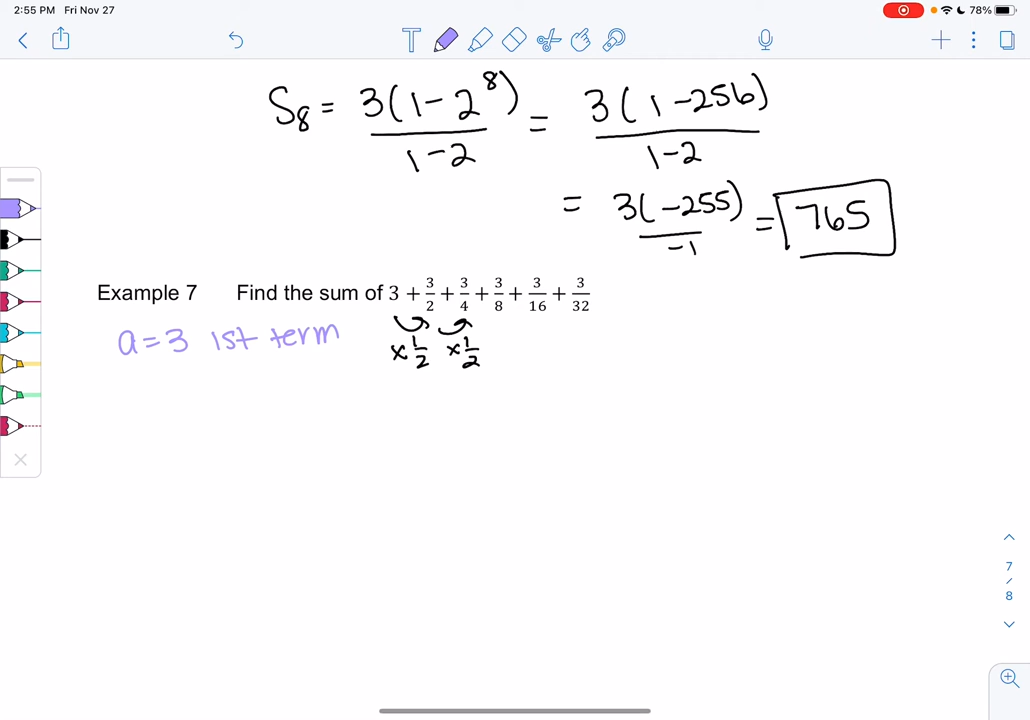 2:55 PM Fri Nov 27 78%
T
S₈ = 3(1-2⁸)/(1-2) = 3(1-256)/(1-2)
= 3(-255)/-1 = 765
Example 7 Find the sum of 3 + 3/2 + 3/4 + 3/8 + 3/16 + 3/32
a=3 1st term ×1/2 ×1/2
7
/
8